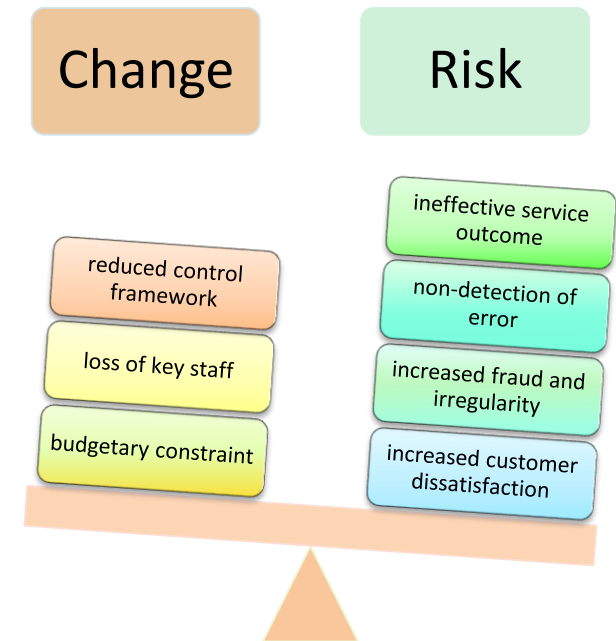 Change
Risk
ineffective service
outcome
reduced control
framework
non-detection of
error
loss of key staff
increased fraud and
irregularity
budgetary constraint
increased customer
dissatisfaction